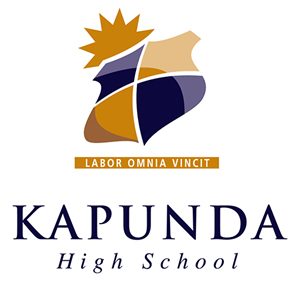 LABOR OMNIA VINCIT
KAPUNDA
High School